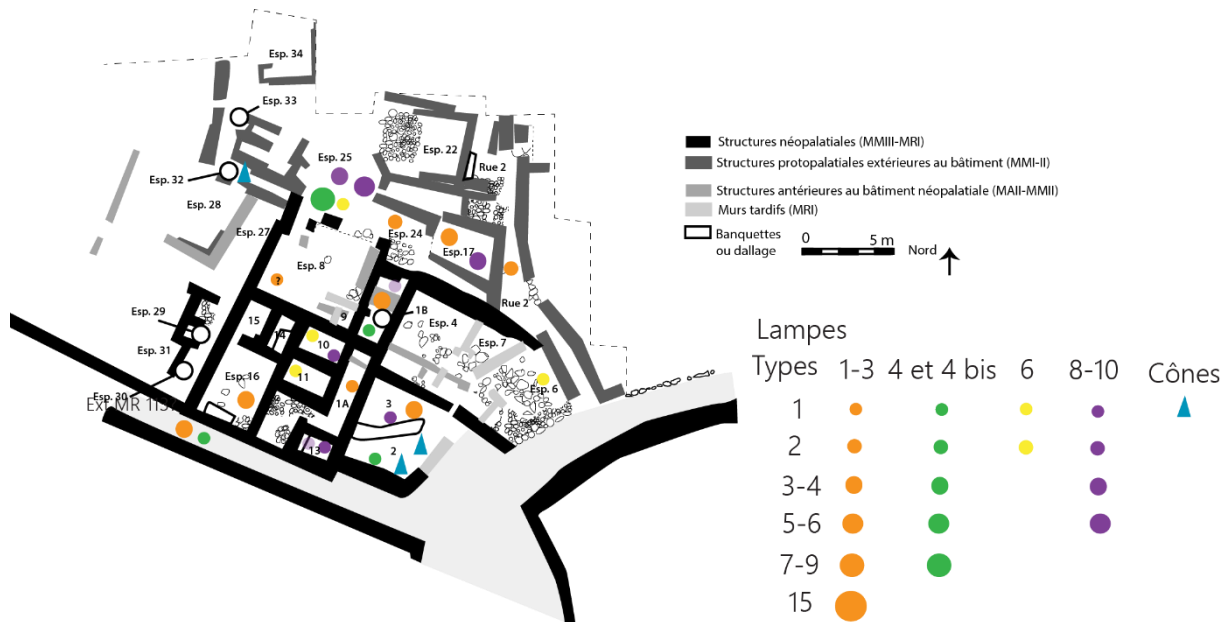 Esp. 34
Esp. 33
Esp. 25
Esp. 22
Rue 2
Esp. 32
Esp. 28
Esp. 27
Esp. 24
Esp.17
Esp. 8
?
Rue 2
1B
9
Esp. 4
Esp. 7
Esp. 29
15
14
10
Esp. 31
11
Esp.16
Esp. 6
Esp. 30
1A
3
13
2
Structures néopalatiales (MMIII-MRI)
Structures protopalatiales extérieures au bâtiment (MMI-II)
Structures antérieures au bâtiment néopalatiale (MAII-MMII)
Murs tardifs (MRI)
Banquettes
ou dallage
0 5 m
Nord
Lampes
Types 1-3 4 et 4 bis 6 8-10 Cônes
1
2
3-4
5-6
7-9
15